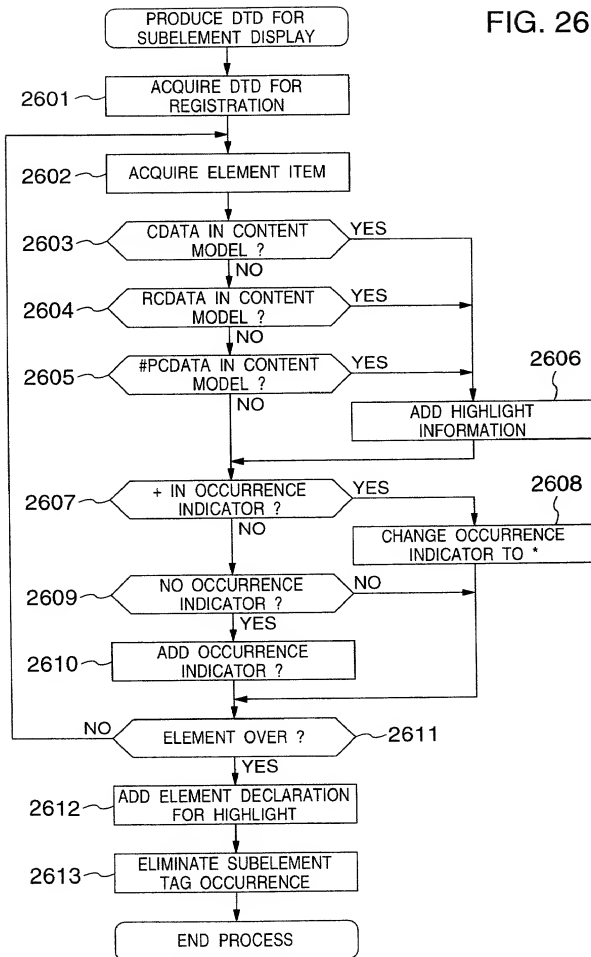 FIG. 26
PRODUCE DTD FOR
SUBELEMENT DISPLAY
2601
ACQUIRE DTD FOR
REGISTRATION
2602
ACQUIRE ELEMENT ITEM
2603
CDATA IN CONTENT
MODEL ?
YES
NO
2604
RCDATA IN CONTENT
MODEL ?
YES
NO
2605
#PCDATA IN CONTENT
MODEL ?
YES
NO
2606
ADD HIGHLIGHT
INFORMATION
2607
+ IN OCCURRENCE
INDICATOR ?
YES
NO
2608
CHANGE OCCURRENCE
INDICATOR TO *
2609
NO OCCURRENCE
INDICATOR ?
NO
YES
2610
ADD OCCURRENCE
INDICATOR ?
NO
ELEMENT OVER ?
2611
YES
2612
ADD ELEMENT DECLARATION
FOR HIGHLIGHT
2613
ELIMINATE SUBELEMENT
TAG OCCURRENCE
END PROCESS